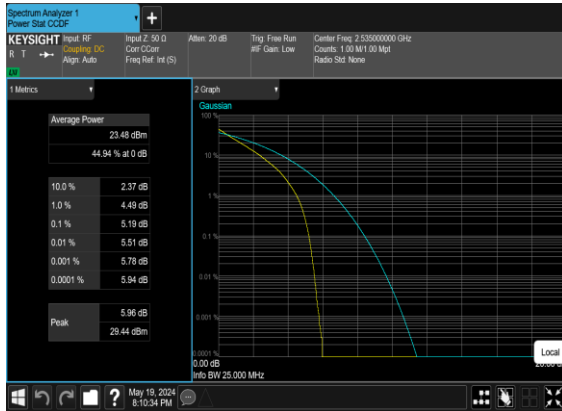 Spectrum Analyzer 1
Power Stat CCDF
KEYSIGHT
R T
Input: RF
Coupling: DC
Align: Auto
Input Z: 50 Ω
Corr CCorr
Freq Ref: Int (S)
Atten: 20 dB
Trig: Free Run
#IF Gain: Low
Center Freq: 2.535000000 GHz
Counts: 1.00 M/1.00 Mpt
Radio Std: None
1 Metrics
Average Power
23.48 dBm
44.94 % at 0 dB
10.0 % 2.37 dB
1.0 % 4.49 dB
0.1 % 5.19 dB
0.01 % 5.51 dB
0.001 % 5.78 dB
0.0001 % 5.94 dB
Peak
5.96 dB
29.44 dBm
2 Graph
Gaussian
100 %
10 %
1 %
0.1 %
0.01 %
0.001 %
0.0001 %
0.00 dB
Info BW 25.000 MHz
Local
?
May 19, 2024
8:10:34 PM